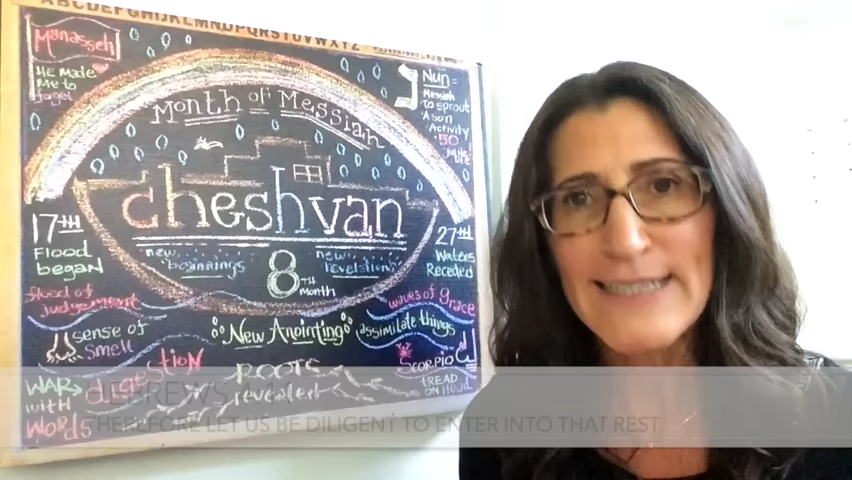 ABCDEFGHIJKLMNOPQRSTUVWXYZ
Manasseh
He made
Me to
forget
Month of Messiah
Nun =
Messiah
to sprout
A son
Activity
50
Jubilee!
cheshvan
17TH
Flood
began
new
beginnings
8TH
month
new
revelations
27TH
Waters
Receded
flood of
judgement
waves of grace
sense of
smell
New Anointing
assimilate things
digestion
ROOTS
revealed
SCORPIO
tREAD
ON Head
WAR
with
WORDS
HEBREWS 4:11
THEREFORE LET US BE DILIGENT TO ENTER INTO THAT REST